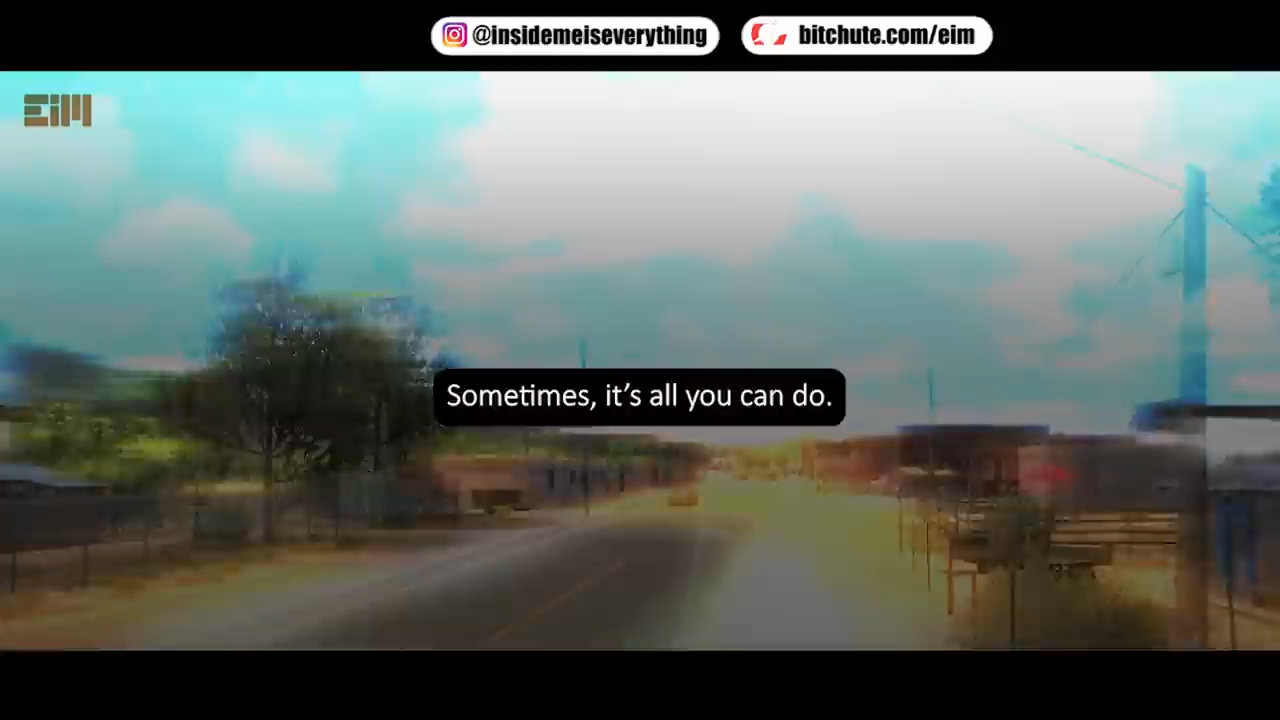 @insidemeiseverything
bitchute.com/eim
EiM
Sometimes, it’s all you can do.